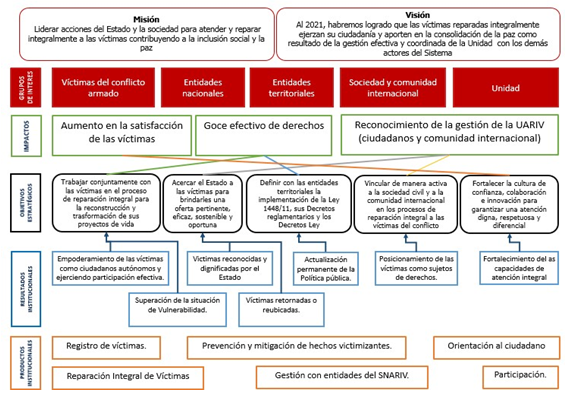 Misión
Liderar acciones del Estado y la sociedad para atender y reparar
integralmente a las víctimas contribuyendo a la inclusión social y la
paz
Visión
Al 2021, habremos logrado que las víctimas reparadas integralmente
ejerzan su ciudadanía y aporten en la consolidación de la paz como
resultado de la gestión efectiva y coordinada de la Unidad con los demás
actores del Sistema
GRUPOS
DE INTERES
Víctimas del conflicto
armado
Entidades
nacionales
Entidades
territoriales
Sociedad y comunidad
internacional
Unidad
IMPACTOS
Aumento en la satisfacción
de las víctimas
Goce efectivo de derechos
Reconocimiento de la gestión de la UARIV
(ciudadanos y comunidad internacional)
OBJETIVOS
ESTRATÉGICOS
Trabajar conjuntamente con
las víctimas en el proceso
de reparación integral para
la reconstrucción y
trasformación de sus
proyectos de vida
Acercar el Estado a
las víctimas para
brindarles una
oferta pertinente,
eficaz, sostenible y
oportuna
Definir con las entidades
territoriales la
implementación de la Ley
1448/11, sus Decretos
reglamentarios y los
Decretos Ley
Vincular de manera activa
a la sociedad civil y a la
comunidad internacional
en los procesos de
reparación integral a las
víctimas del conflicto
Fortalecer la cultura de
confianza, colaboración
e innovación para
garantizar una atención
digna, respetuosa y
diferencial
RESULTADOS
INSTITUCIONALES
Empoderamiento de las víctimas
como ciudadanos autónomos y
ejerciendo participación efectiva.
Víctimas reconocidas y
dignificadas por el
Estado
Actualización
permanente de la
Política pública.
Posicionamiento de las
víctimas como sujetos de
derechos.
Fortalecimiento del as
capacidades de
atención integral
Superación de la situación
de Vulnerabilidad.
Víctimas retornadas o
reubicadas.
PRODUCTOS
INSTITUCIONALES
Registro de víctimas.
Prevención y mitigación de hechos victimizantes.
Orientación al ciudadano
Reparación Integral de Víctimas
Gestión con entidades del SNARIV.
Participación.